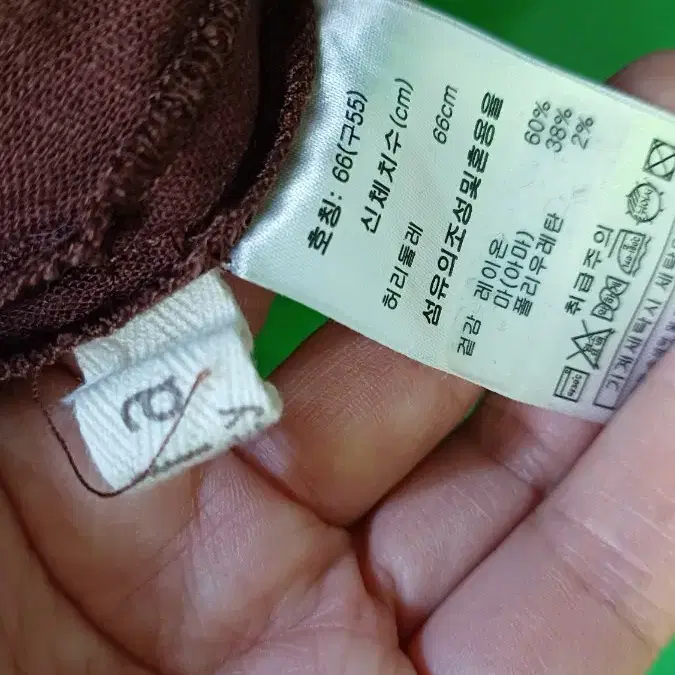 호칭: 66(구55)
신체치수(cm)
허리둘레 66cm
섬유의조성및혼용율
겉감 레이온 60%
마(아마) 38%
폴리우레탄 2%
취급주의
a
y